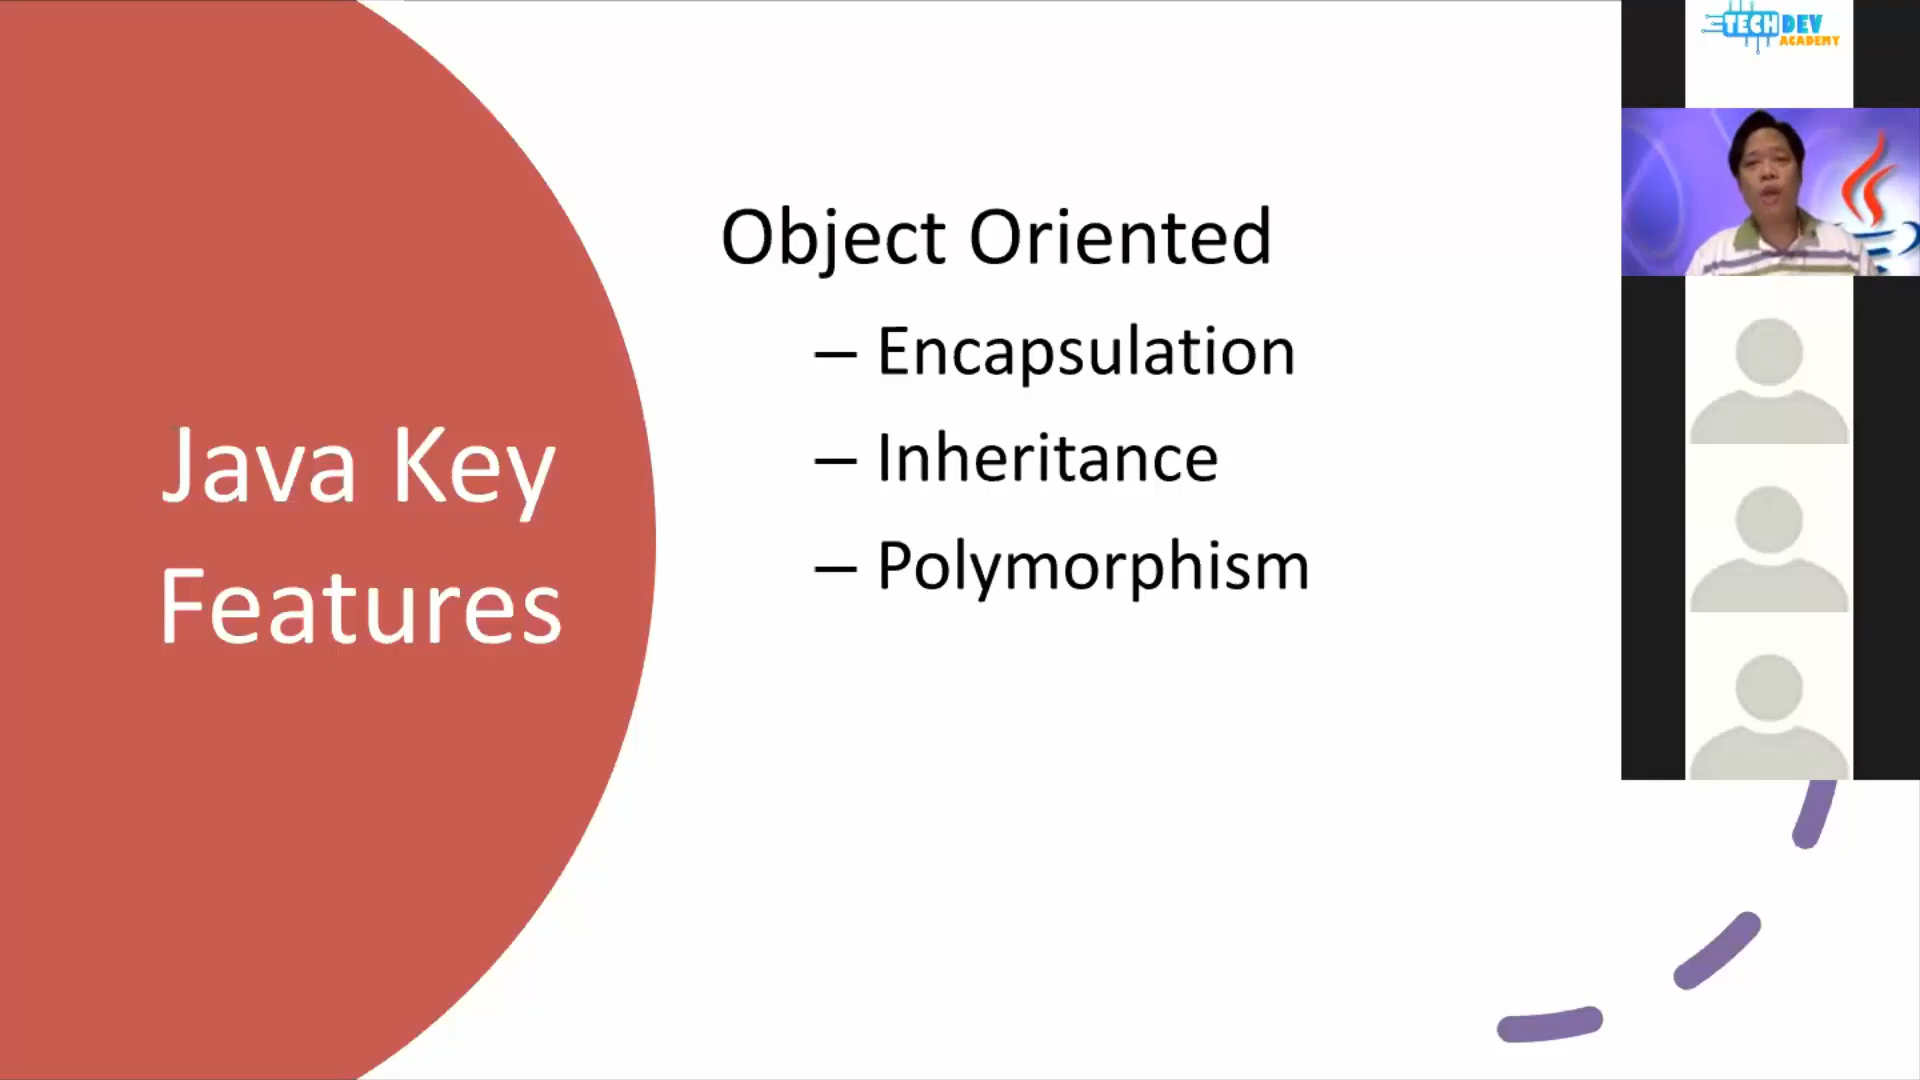 Java Key
Features
Object Oriented
– Encapsulation
– Inheritance
– Polymorphism
TECHDEV
ACADEMY